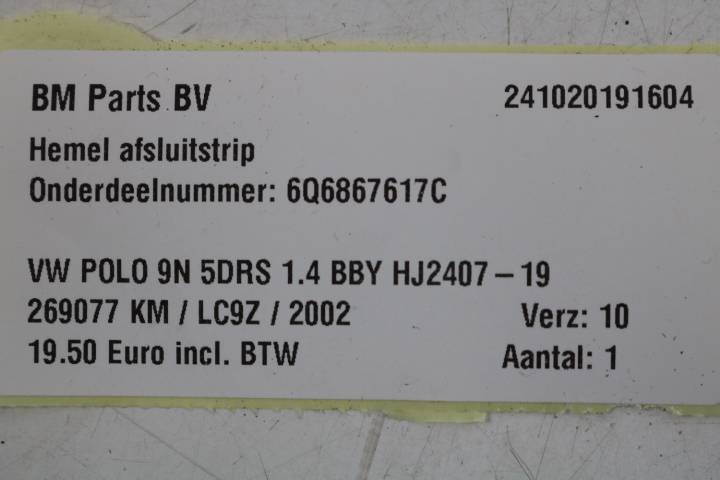 BM Parts BV 241020191604
Hemel afsluitstrip
Onderdeelnummer: 6Q6867617C
VW POLO 9N 5DRS 1.4 BBY HJ2407-19
269077 KM / LC9Z / 2002 Verz: 10
19.50 Euro incl. BTW Aantal: 1